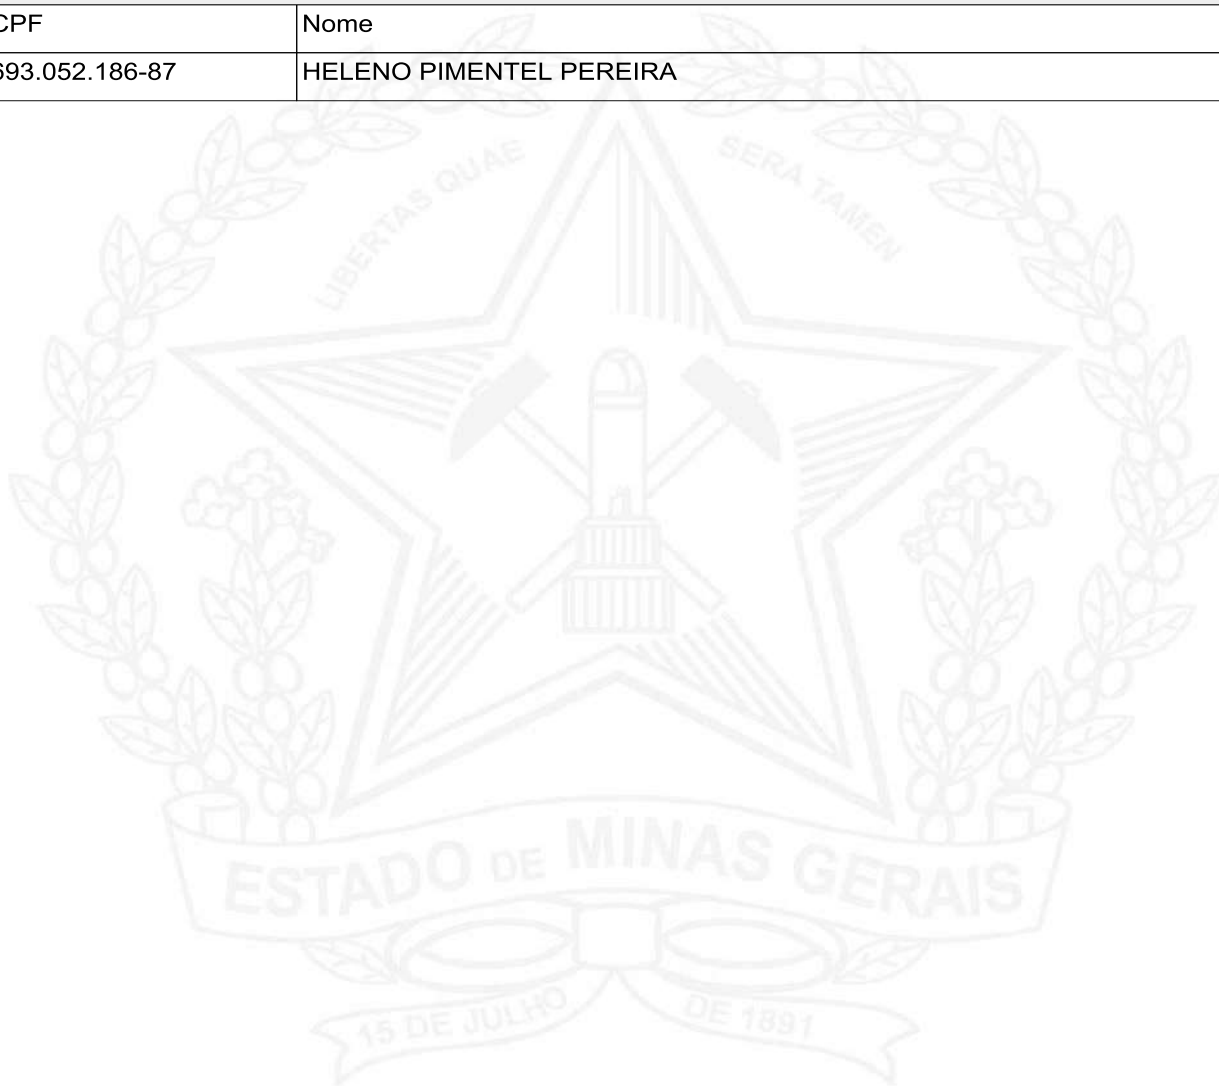 CPF Nome
693.052.186-87 HELENO PIMENTEL PEREIRA
LIBERTAS QUAE SERA TAMEN
ESTADO DE MINAS GERAIS
15 DE JULHO DE 1891